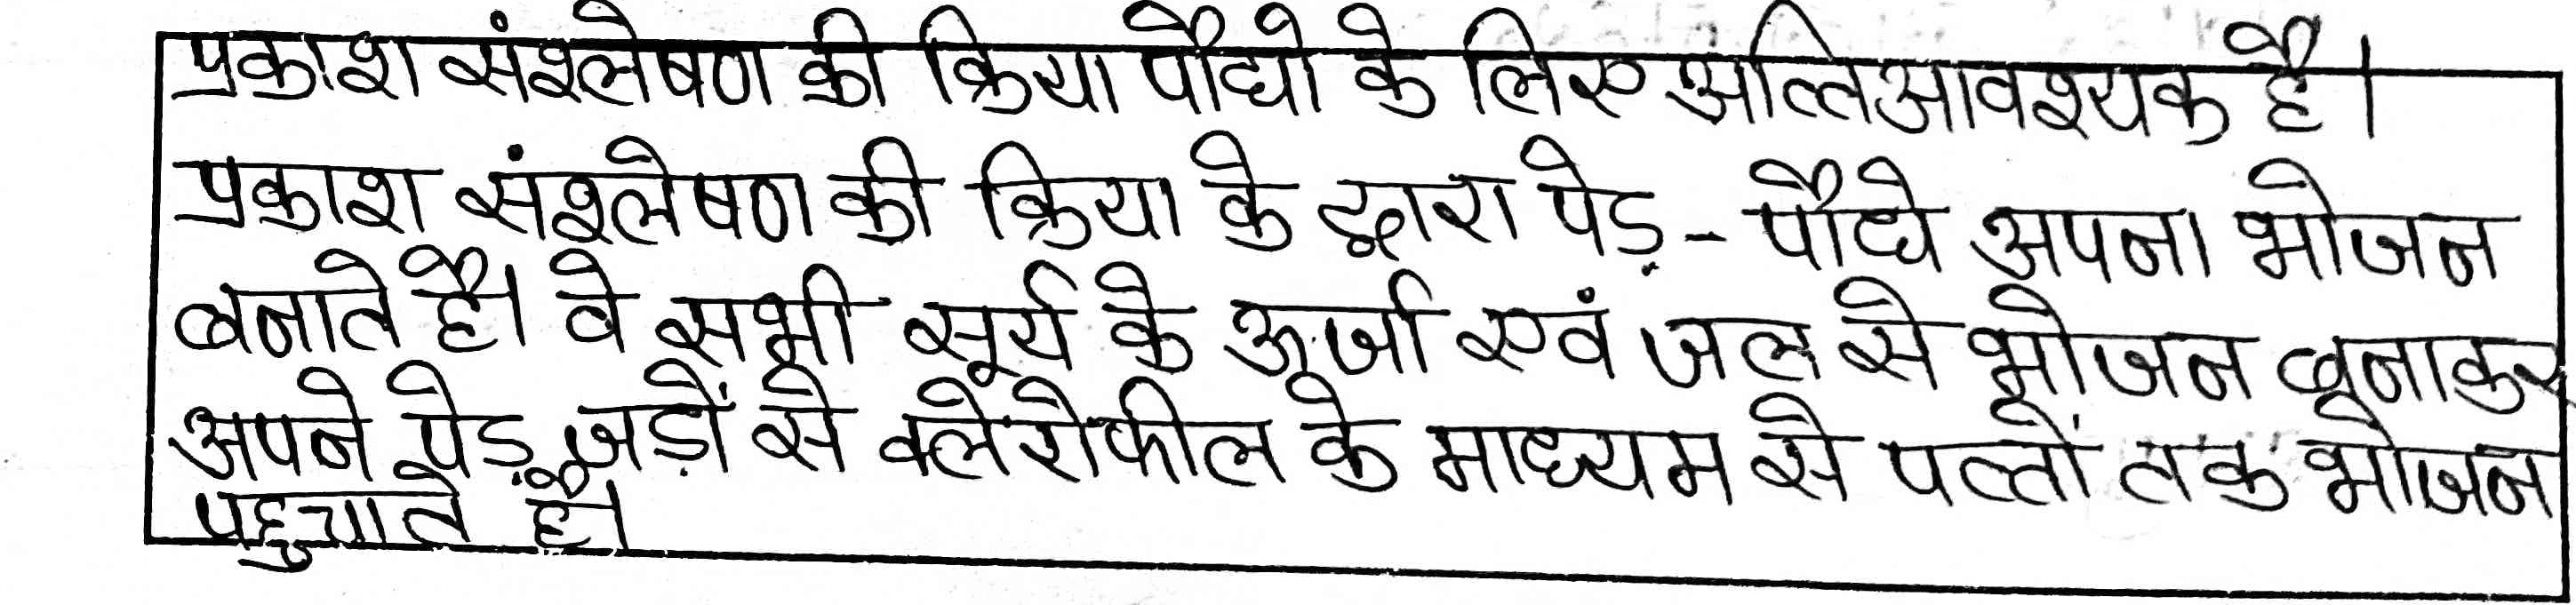 प्रकाश संश्लेषण की क्रिया पौधो के लिए अतिआवश्यक है।
प्रकाश संश्लेषण की क्रिया के द्वारा पेड़ - पौधे अपना भोजन
बनाते है। वे सभी सूर्य के ऊर्जा एवं जल से भोजन बनाकर
अपने पेड़ जड़ों से क्लेरोफील के माध्यम से पत्तों तक भोजन
पहुचाते है।